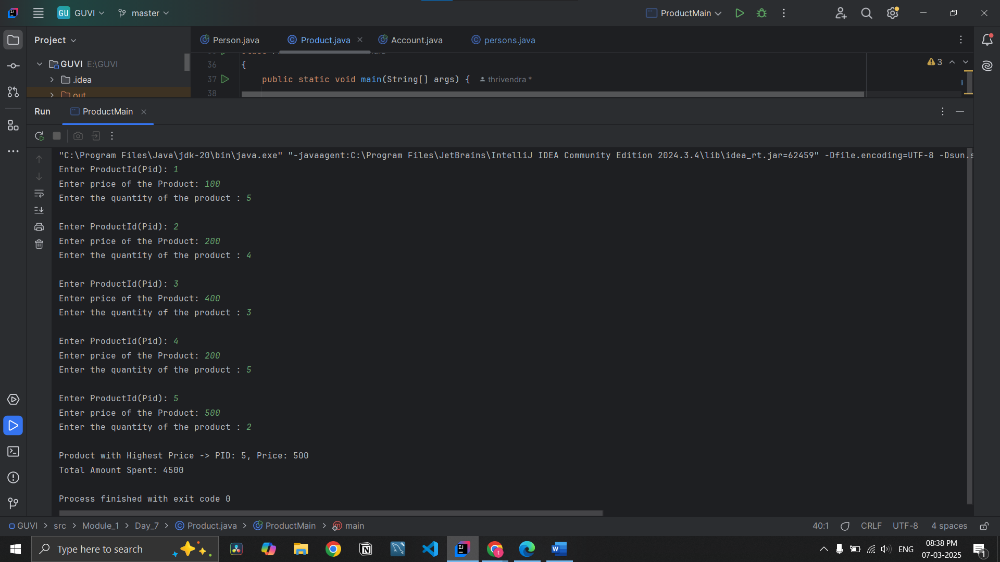 GU GUVI master ProductMain
Project Person.java Product.java Account.java persons.java
GUVI E:\GUVI 36 { 3
.idea 37 public static void main(String[] args) { thrivendra *
out 38
Run ProductMain
"C:\Program Files\Java\jdk-20\bin\java.exe" "-javaagent:C:\Program Files\JetBrains\IntelliJ IDEA Community Edition 2024.3.4\lib\idea_rt.jar=62459" -Dfile.encoding=UTF-8 -Dsun.s
Enter ProductId(Pid): 1
Enter price of the Product: 100
Enter the quantity of the product : 5
Enter ProductId(Pid): 2
Enter price of the Product: 200
Enter the quantity of the product : 4
Enter ProductId(Pid): 3
Enter price of the Product: 400
Enter the quantity of the product : 3
Enter ProductId(Pid): 4
Enter price of the Product: 200
Enter the quantity of the product : 5
Enter ProductId(Pid): 5
Enter price of the Product: 500
Enter the quantity of the product : 2
Product with Highest Price -> PID: 5, Price: 500
Total Amount Spent: 4500
Process finished with exit code 0
GUVI > src > Module_1 > Day_7 > Product.java > ProductMain > main 40:1 CRLF UTF-8 4 spaces
Type here to search ENG 08:38 PM
07-03-2025 1